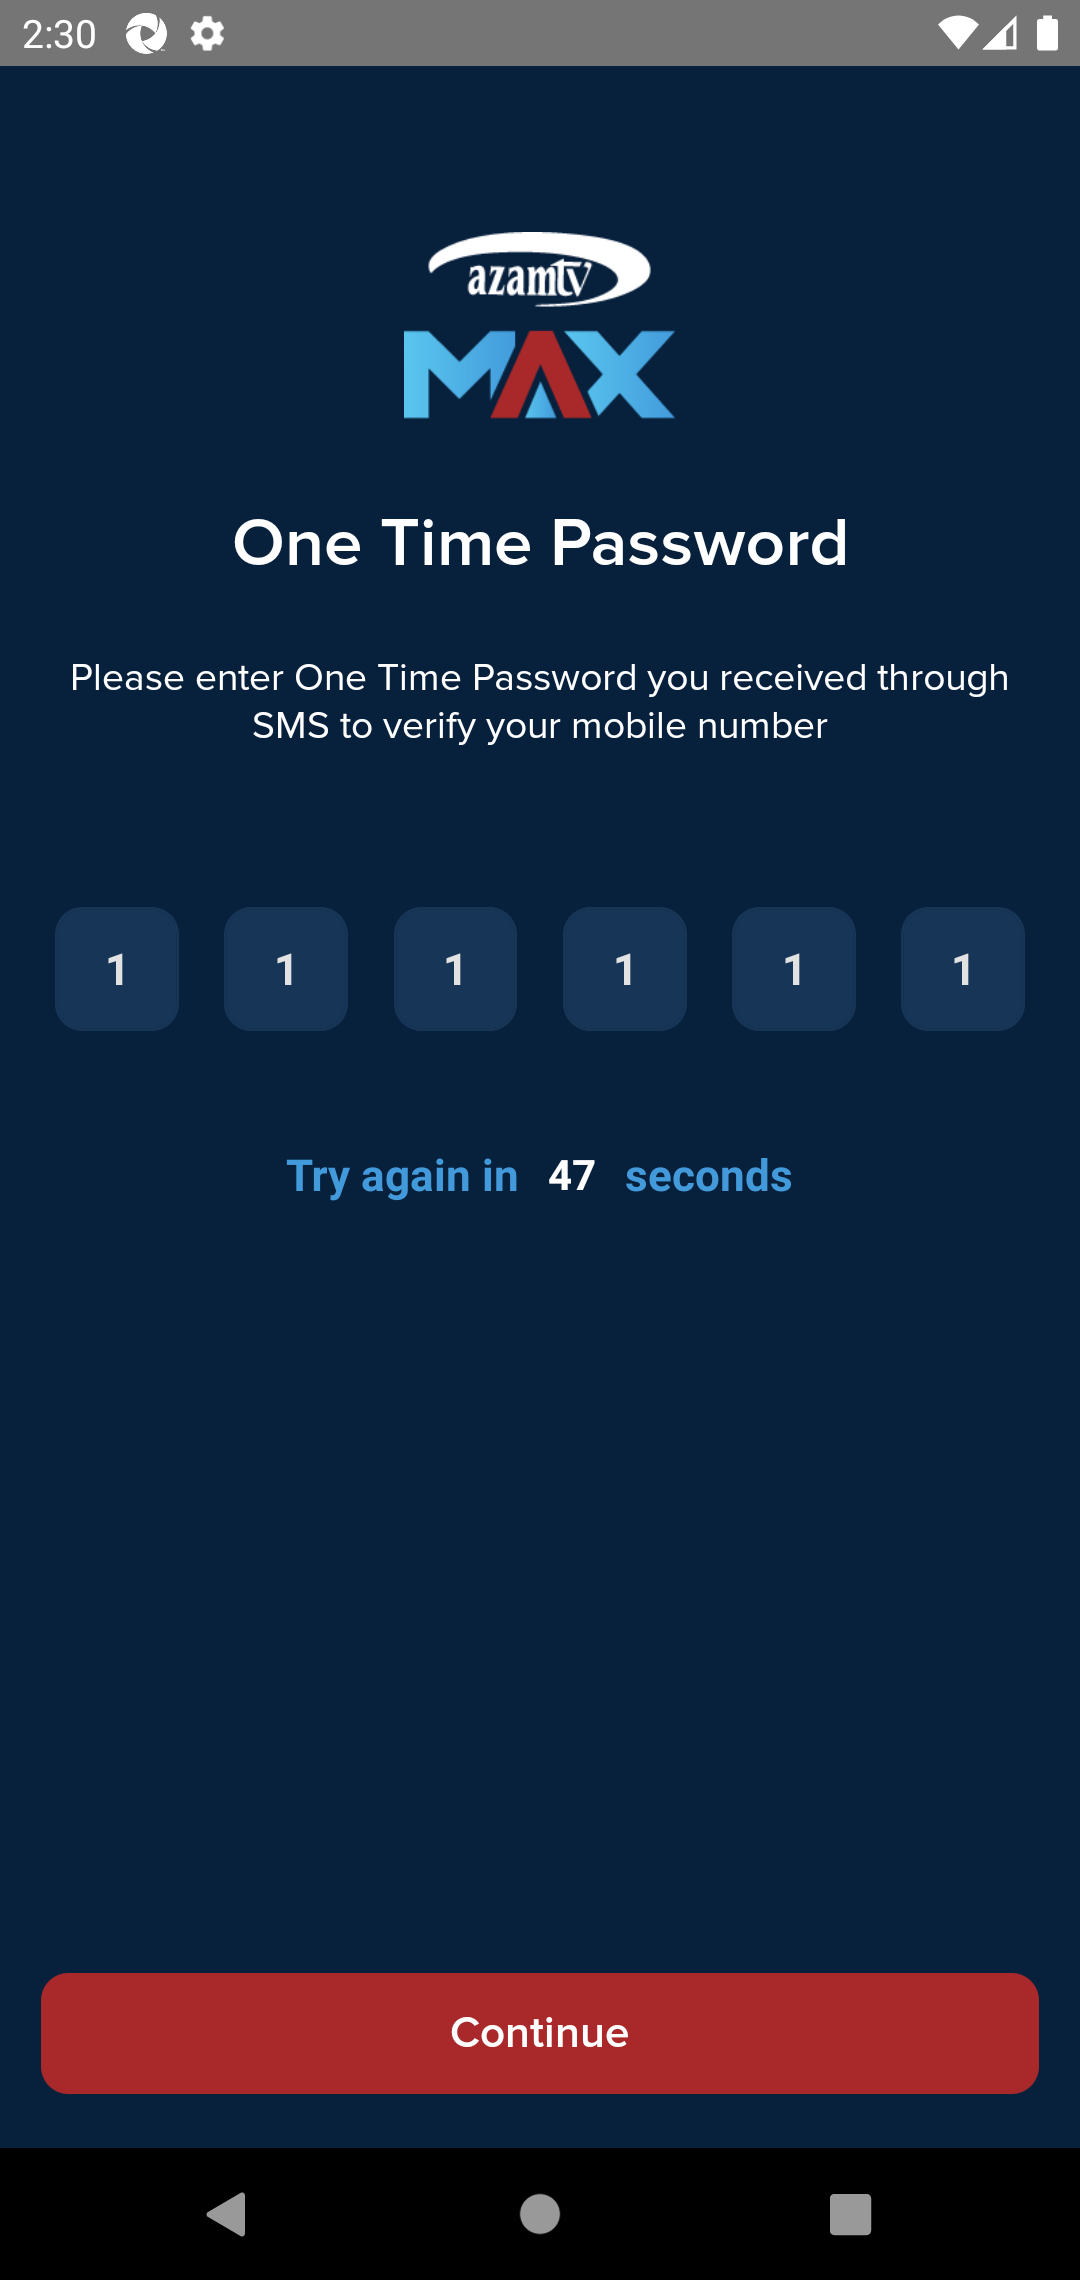 2:30
azamtv
MAX
One Time Password
Please enter One Time Password you received through
SMS to verify your mobile number
1 1 1 1 1 1
Try again in 47 seconds
Continue